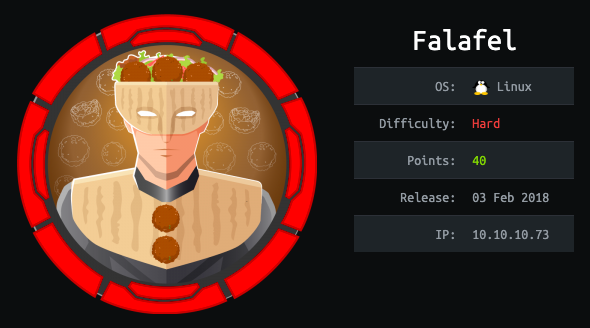 Falafel
OS: Linux
Difficulty: Hard
Points: 40
Release: 03 Feb 2018
IP: 10.10.10.73